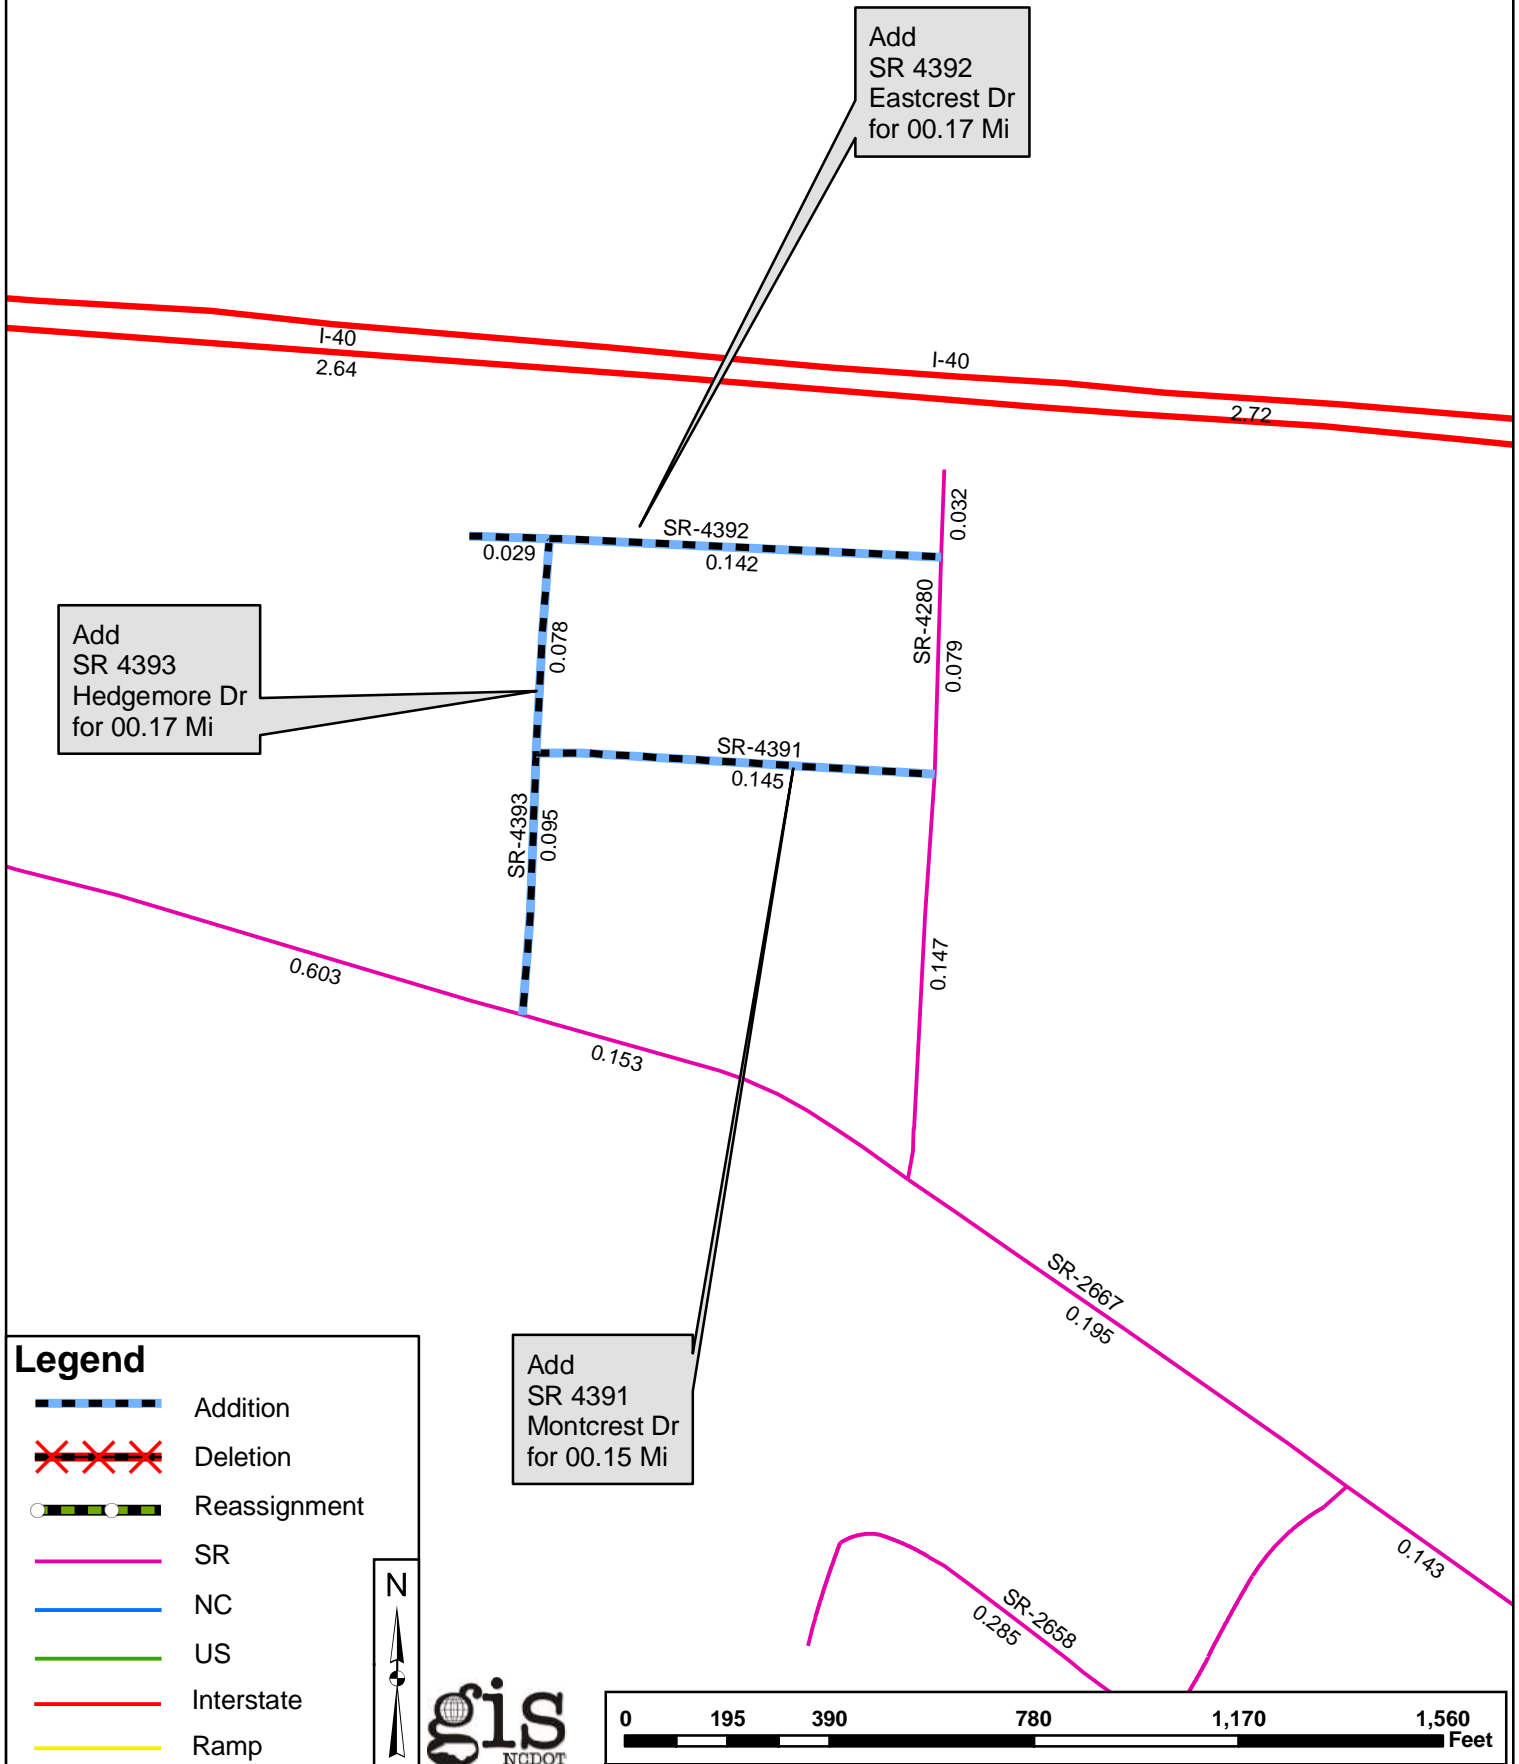 Add
SR 4392
Eastcrest Dr
for 00.17 Mi
I-40
2.64
I-40
2.72
0.032
SR-4392
0.029
0.142
SR-4280
0.079
0.078
Add
SR 4393
Hedgemore Dr
for 00.17 Mi
SR-4391
0.145
SR-4393
0.095
0.147
0.603
0.153
SR-2667
0.195
Add
SR 4391
Montcrest Dr
for 00.15 Mi
0.143
SR-2658
0.285
Legend
Addition
Deletion
Reassignment
SR
NC
US
Interstate
Ramp
N
gis
NCDOT
0 195 390 780 1,170 1,560
Feet